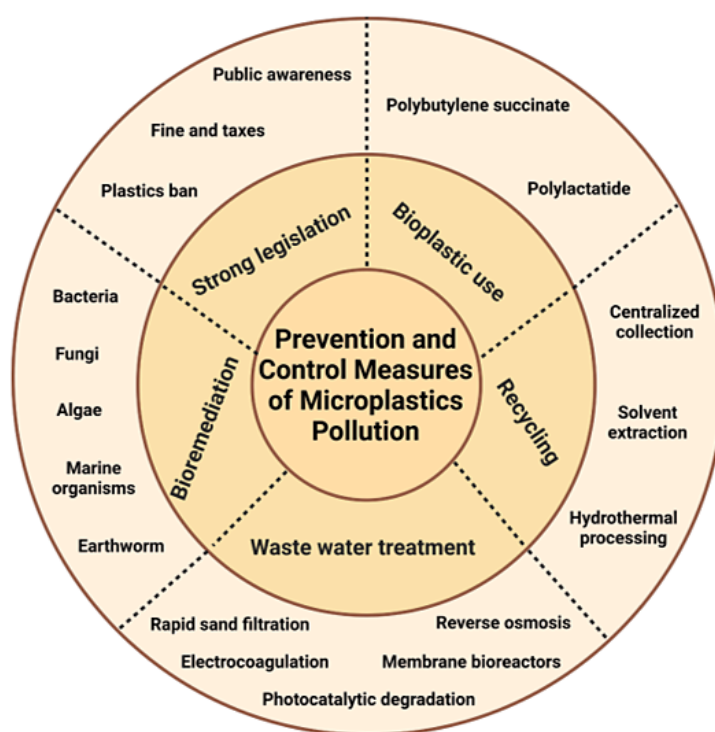 Prevention and
Control Measures
of Microplastics
Pollution
Strong legislation
Public awareness
Fine and taxes
Plastics ban
Bioplastic use
Polybutylene succinate
Polylactatide
Recycling
Centralized
collection
Solvent
extraction
Hydrothermal
processing
Waste water treatment
Rapid sand filtration
Reverse osmosis
Electrocoagulation
Membrane bioreactors
Photocatalytic degradation
Bioremediation
Bacteria
Fungi
Algae
Marine
organisms
Earthworm